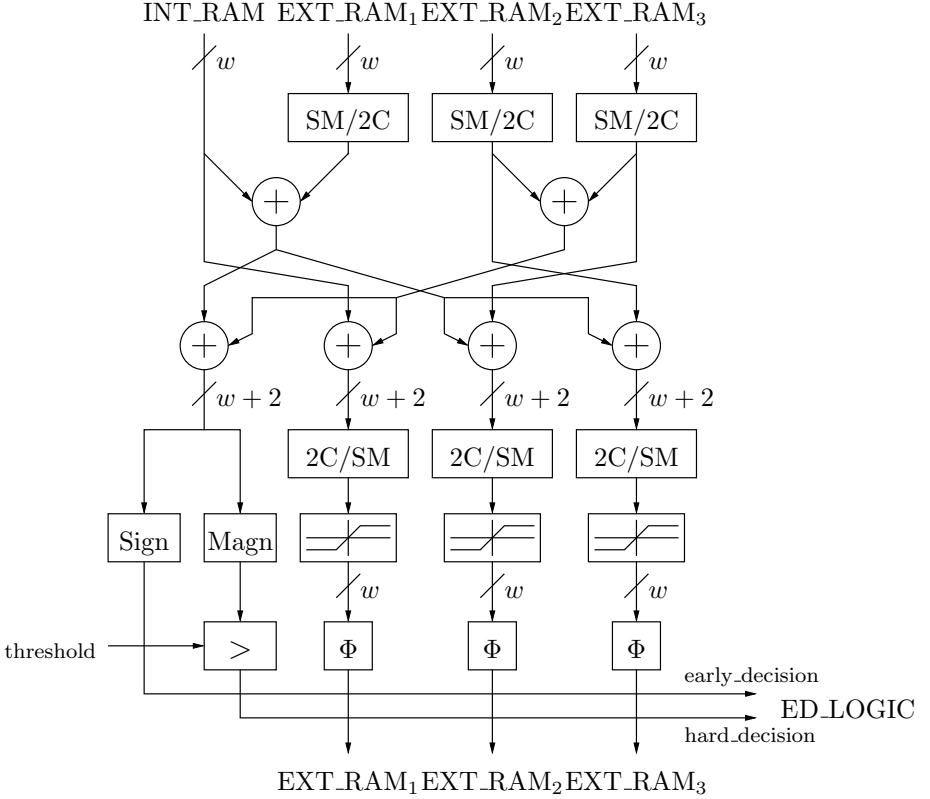 INT_RAM EXT_RAM₁ EXT_RAM₂ EXT_RAM₃
w w w w
SM/2C SM/2C SM/2C
+ +
+ + + +
w + 2 w + 2 w + 2 w + 2
2C/SM 2C/SM 2C/SM
Sign Magn
w w w
threshold > Φ Φ Φ
early_decision
ED_LOGIC
hard_decision
EXT_RAM₁ EXT_RAM₂ EXT_RAM₃